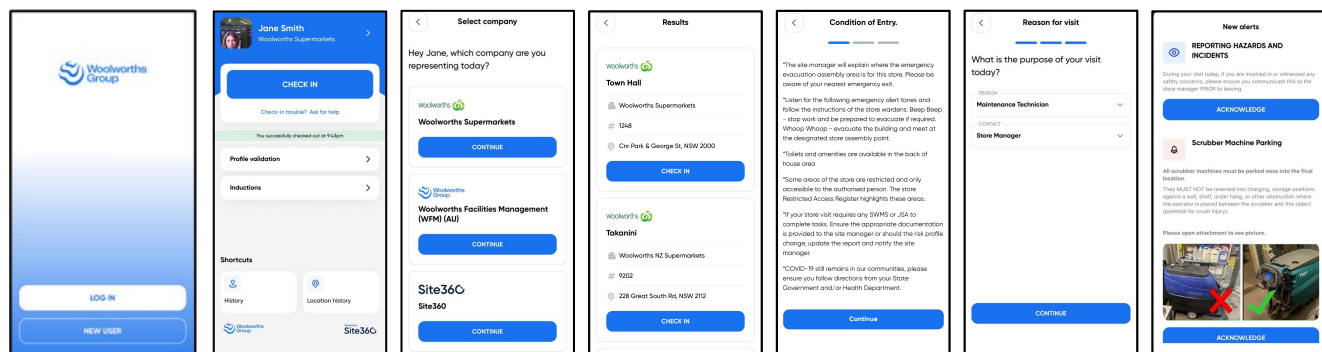 Woolworths
Group
LOG IN
NEW USER
Jane Smith
Woolworths Supermarkets
CHECK IN
Check-in trouble? Ask for help
You successfully checked out at 9:43pm
Profile validation
Inductions
Shortcuts
History
Location history
Woolworths
Group
Site360
Select company
Hey Jane, which company are you
representing today?
woolworths
Woolworths Supermarkets
CONTINUE
Woolworths
Group
Woolworths Facilities Management
(WFM) (AU)
CONTINUE
Site360
Site360
CONTINUE
Results
woolworths
Town Hall
Woolworths Supermarkets
# 1248
Cnr Park & George St, NSW 2000
CHECK IN
woolworths
Takanini
Woolworths NZ Supermarkets
# 9202
228 Great South Rd, NSW 2112
CHECK IN
Condition of Entry.
*The site manager will explain where the emergency
evacuation assembly area is for this store. Please be
aware of your nearest emergency exit.
*Listen for the following emergency alert tones and
follow the instructions of the store wardens. Beep Beep
- stop work and be prepared to evacuate if required.
Whoop Whoop - evacuate the building and meet at
the designated store assembly point.
*Toilets and amenities are available in the back of
house area
*Some areas of the store are restricted and only
accessible to the authorised person. The store
Restricted Access Register highlights these areas.
*If your store visit requires any SWMS or JSA to
complete tasks. Ensure the appropriate documentation
is provided to the site manager or should the risk profile
change, update the report and notify the site
manager.
*COVID-19 still remains in our communities, please
ensure you follow directions from your State
Government and/or Health Department.
Continue
Reason for visit
What is the purpose of your visit
today?
REASON
Maintenance Technician
CONTACT
Store Manager
CONTINUE
New alerts
REPORTING HAZARDS AND
INCIDENTS
During your visit today, if you are involved in or witnessed any
safety concerns, please ensure you communicate this to the
store manager PRIOR to leaving.
ACKNOWLEDGE
Scrubber Machine Parking
All scrubber machines must be parked nose into the final
location.
They MUST NOT be reversed into charging, storage positions
against a wall, shelf, under hang, or other obstruction where
the operator is placed between the scrubber and this object
(potential for crush injury).
Please open attachment to see picture.
ACKNOWLEDGE